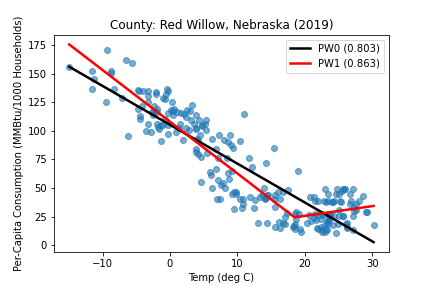 County: Red Willow, Nebraska (2019)
PW0 (0.803)
PW1 (0.863)
Per-Capita Consumption (MMBtu/1000 Households)
175
150
125
100
75
50
25
0
−10 0 10 20 30
Temp (deg C)